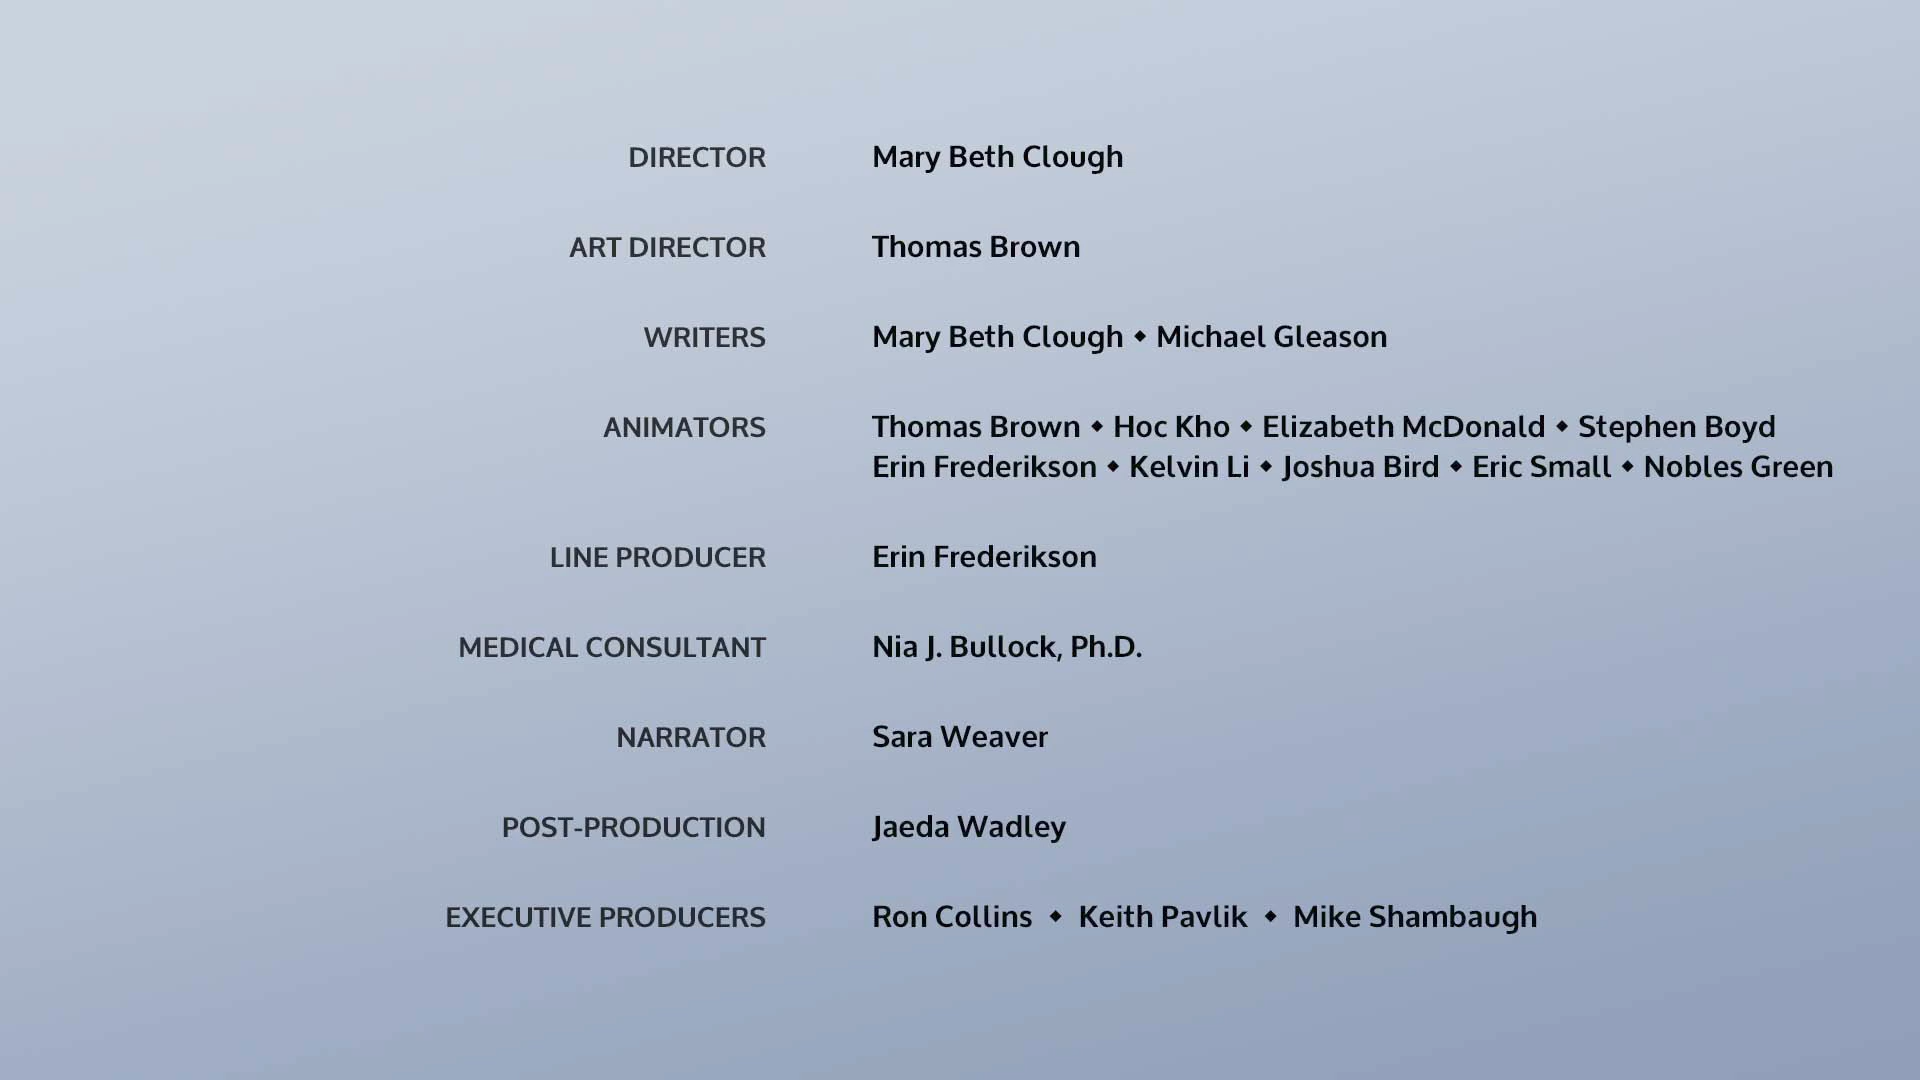 DIRECTOR Mary Beth Clough
ART DIRECTOR Thomas Brown
WRITERS Mary Beth Clough ⬥ Michael Gleason
ANIMATORS Thomas Brown ⬥ Hoc Kho ⬥ Elizabeth McDonald ⬥ Stephen Boyd
Erin Frederikson ⬥ Kelvin Li ⬥ Joshua Bird ⬥ Eric Small ⬥ Nobles Green
LINE PRODUCER Erin Frederikson
MEDICAL CONSULTANT Nia J. Bullock, Ph.D.
NARRATOR Sara Weaver
POST-PRODUCTION Jaeda Wadley
EXECUTIVE PRODUCERS Ron Collins ⬥ Keith Pavlik ⬥ Mike Shambaugh